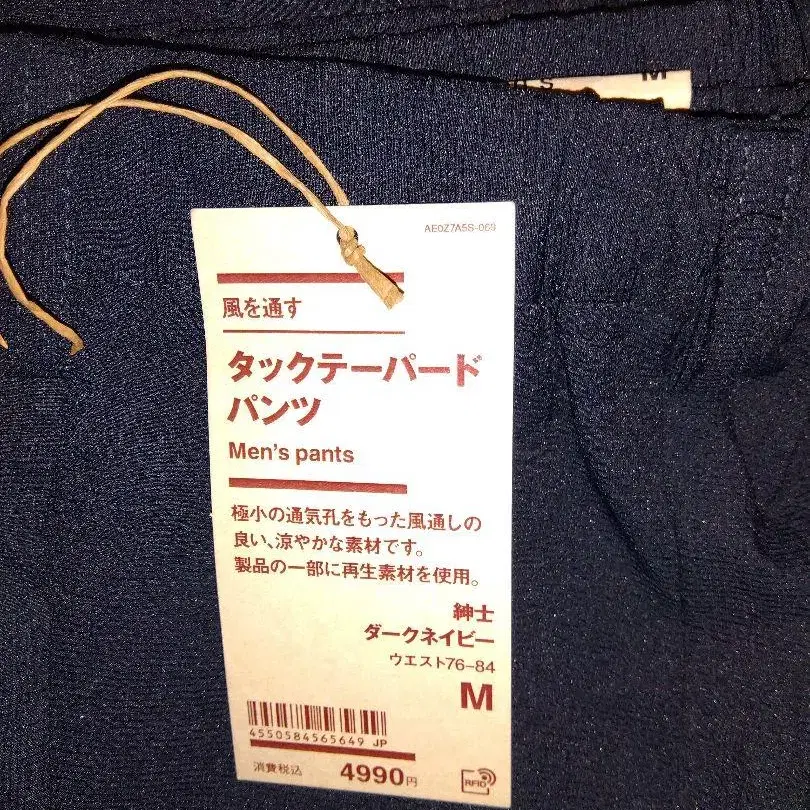 M
AE0Z7A5S-069
風を通す
タックテーパード
パンツ
Men's pants
極小の通気孔をもった風通しの
良い、涼やかな素材です。
製品の一部に再生素材を使用。
紳士
ダークネイビー
ウエスト76-84
M
4550584565649 JP
消費税込 4990円
RFID